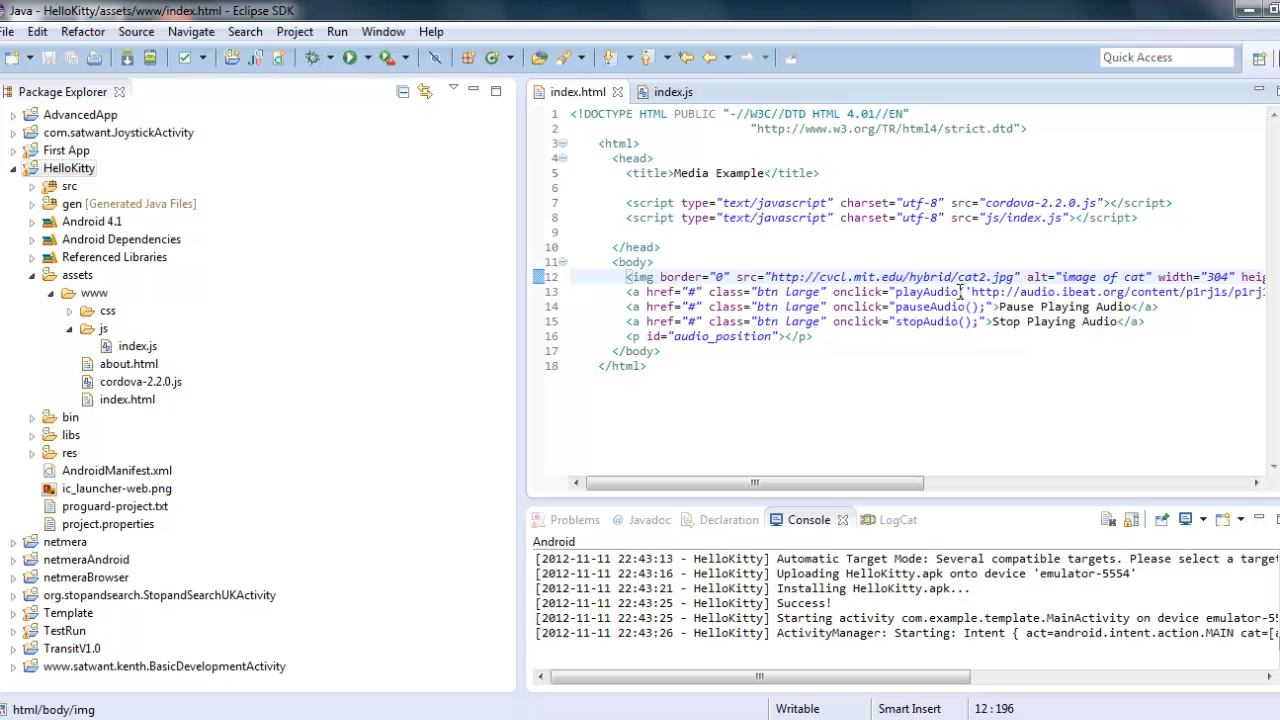 Java - HelloKitty/assets/www/index.html - Eclipse SDK
File Edit Refactor Source Navigate Search Project Run Window Help
Quick Access
Package Explorer
AdvancedApp
com.satwant.JoystickActivity
First App
HelloKitty
src
gen [Generated Java Files]
Android 4.1
Android Dependencies
Referenced Libraries
assets
www
css
js
index.js
about.html
cordova-2.2.0.js
index.html
bin
libs
res
AndroidManifest.xml
ic_launcher-web.png
proguard-project.txt
project.properties
netmera
netmeraAndroid
netmeraBrowser
org.stopandsearch.StopandSearchUKActivity
Template
TestRun
TransitV1.0
www.satwant.kenth.BasicDevelopmentActivity
index.html index.js
1 <!DOCTYPE HTML PUBLIC "-//W3C//DTD HTML 4.01//EN"
2 "http://www.w3.org/TR/html4/strict.dtd">
3 <html>
4 <head>
5 <title>Media Example</title>
6
7 <script type="text/javascript" charset="utf-8" src="cordova-2.2.0.js"></script>
8 <script type="text/javascript" charset="utf-8" src="js/index.js"></script>
9
10 </head>
11 <body>
12 <img border="0" src="http://cvcl.mit.edu/hybrid/cat2.jpg" alt="image of cat" width="304" heig
13 <a href="#" class="btn large" onclick="playAudio('http://audio.ibeat.org/content/p1rj1s/p1rj1
14 <a href="#" class="btn large" onclick="pauseAudio();">Pause Playing Audio</a>
15 <a href="#" class="btn large" onclick="stopAudio();">Stop Playing Audio</a>
16 <p id="audio_position"></p>
17 </body>
18 </html>
Problems @ Javadoc Declaration Console LogCat
Android
[2012-11-11 22:43:13 - HelloKitty] Automatic Target Mode: Several compatible targets. Please select a target
[2012-11-11 22:43:16 - HelloKitty] Uploading HelloKitty.apk onto device 'emulator-5554'
[2012-11-11 22:43:21 - HelloKitty] Installing HelloKitty.apk...
[2012-11-11 22:43:25 - HelloKitty] Success!
[2012-11-11 22:43:25 - HelloKitty] Starting activity com.example.template.MainActivity on device emulator-55
[2012-11-11 22:43:26 - HelloKitty] ActivityManager: Starting: Intent { act=android.intent.action.MAIN cat=[a
html/body/img Writable Smart Insert 12 : 196